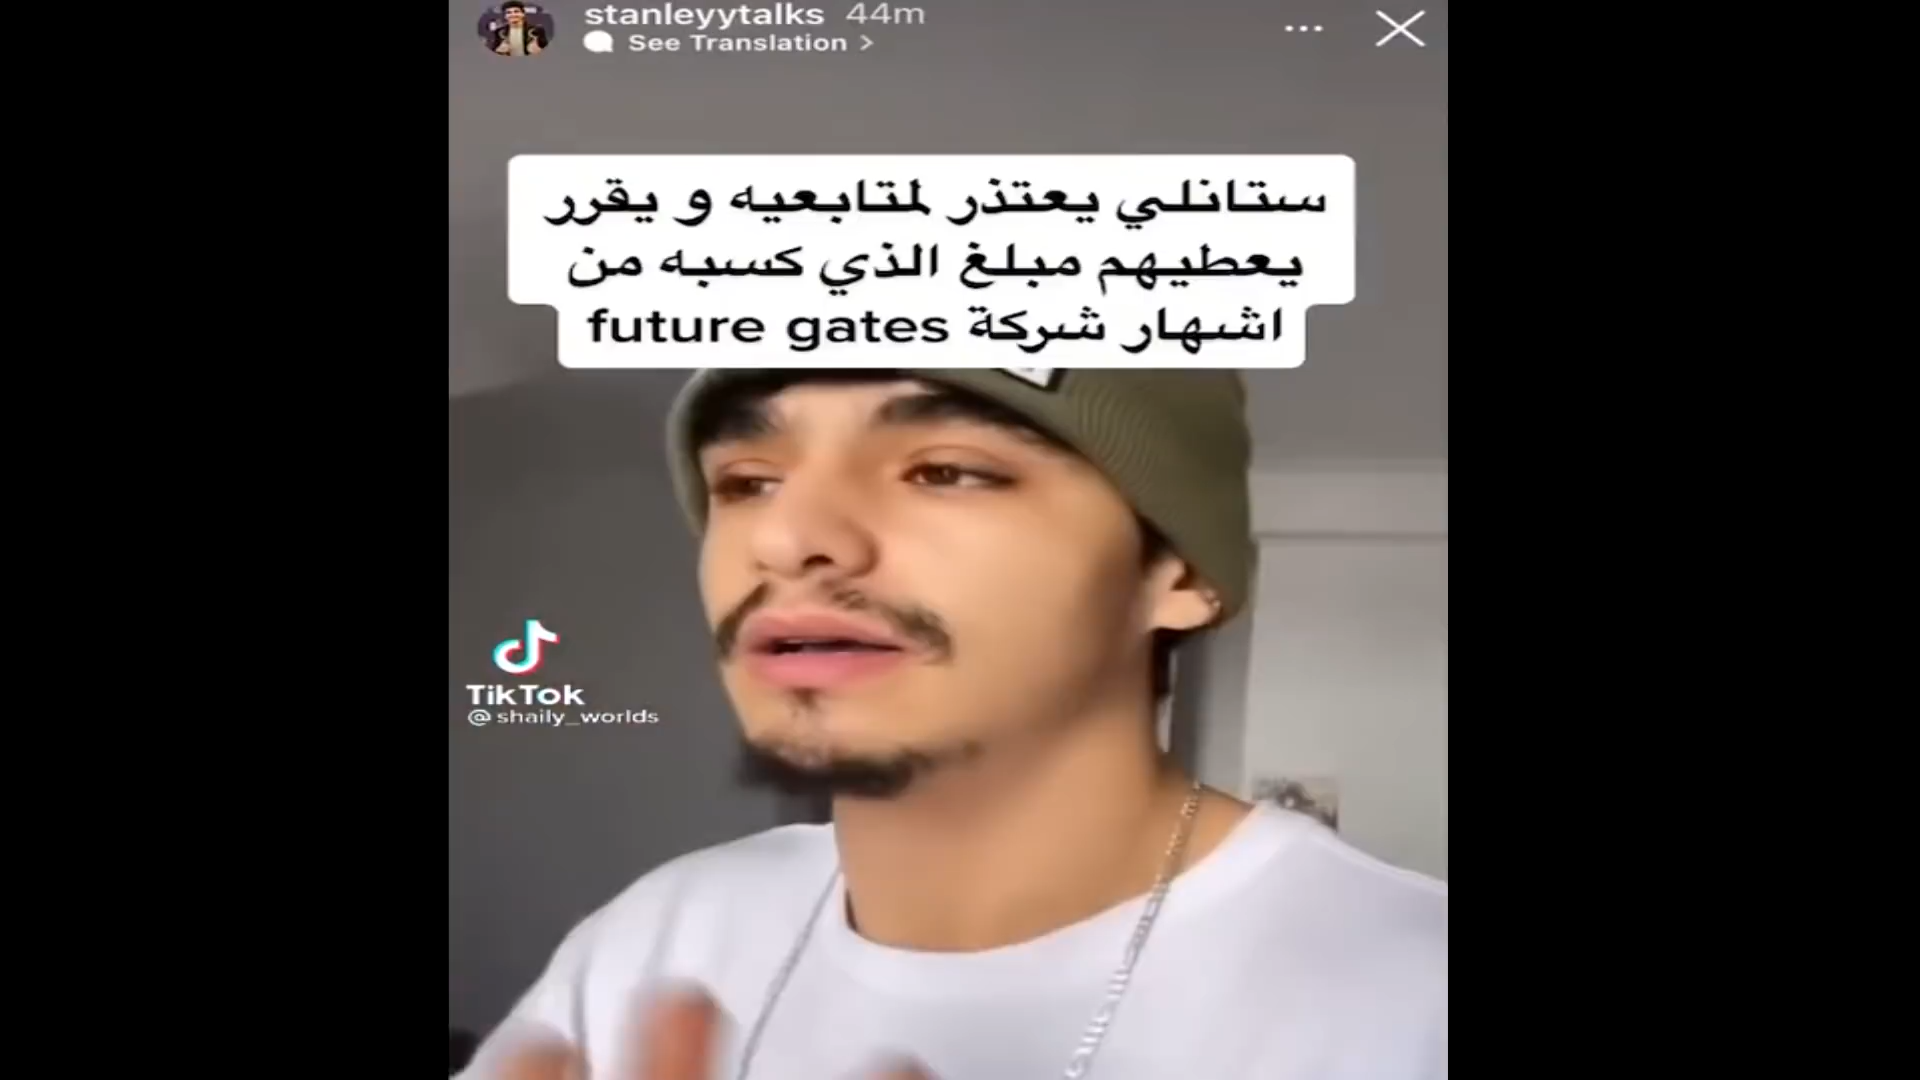 stanleyytalks 44m
See Translation >
ستانلي يعتذر لمتابعيه و يقرر
يعطيهم مبلغ الذي كسبه من
اشهار شركة future gates
TikTok
@shaily_worlds